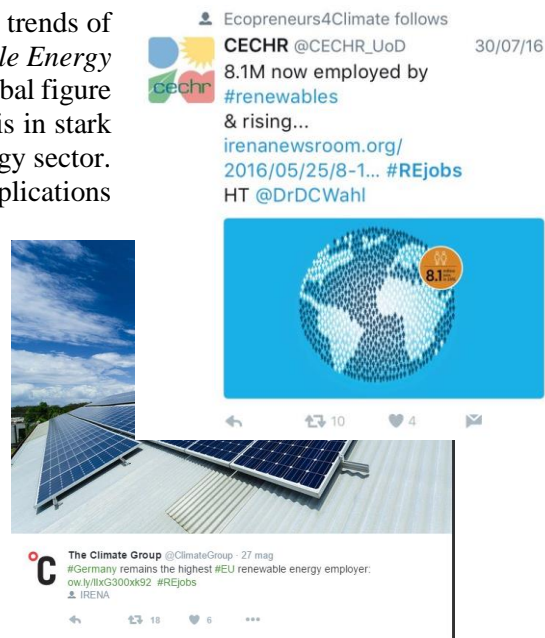 trends of
le Energy
bal figure
is in stark
gy sector.
plications
Ecopreneurs4Climate follows
CECHR @CECHR_UoD 30/07/16
cechr
8.1M now employed by
#renewables
& rising...
irenanewsroom.org/
2016/05/25/8-1... #REjobs
HT @DrDCWahl
8.1
10 4
The Climate Group @ClimateGroup · 27 mag
#Germany remains the highest #EU renewable energy employer:
ow.ly/IIxG300xk92 #REjobs
IRENA
18 6